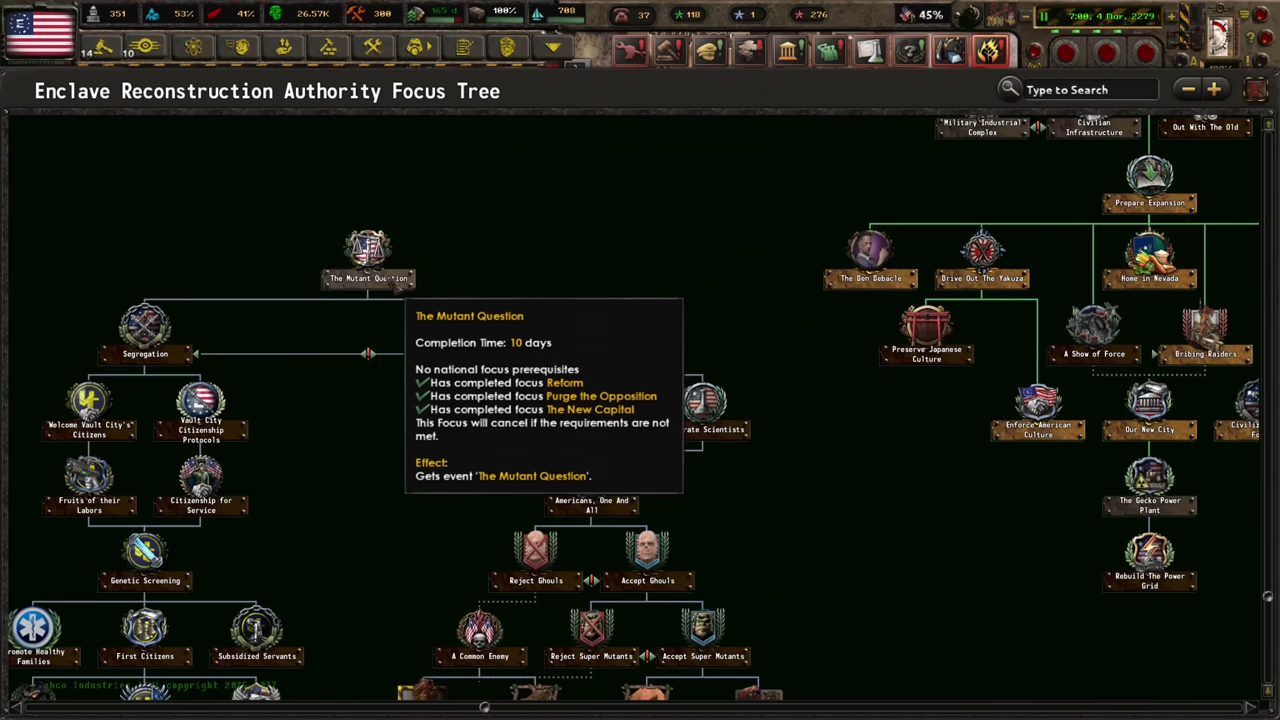 351 53% 41% 26.57K 300 165 d 100% 708 37 118 1 276 45% 7:00, 4 Mar, 2279
14 10
Enclave Reconstruction Authority Focus Tree
Type to Search
Military Industrial Complex
Civilian Infrastructure
Out With The Old
Prepare Expansion
The Mutant Question
The Den Debacle
Drive Out The Yakuza
Home in Nevada
Segregation
Preserve Japanese Culture
A Show of Force
Bribing Raiders
The Mutant Question
Completion Time: 10 days
No national focus prerequisites
Has completed focus Reform
Has completed focus Purge the Opposition
Has completed focus The New Capital
This Focus will cancel if the requirements are not
met.
Effect:
Gets event 'The Mutant Question'.
Welcome Vault City's Citizens
Vault City Citizenship Protocols
rate Scientists
Enforce American Culture
Our New City
Fruits of their Labors
Citizenship for Service
Americans, One And All
The Gecko Power Plant
Genetic Screening
Reject Ghouls
Accept Ghouls
Rebuild The Power Grid
romote Healthy Families
First Citizens
Subsidized Servants
A Common Enemy
Reject Super Mutants
Accept Super Mutants